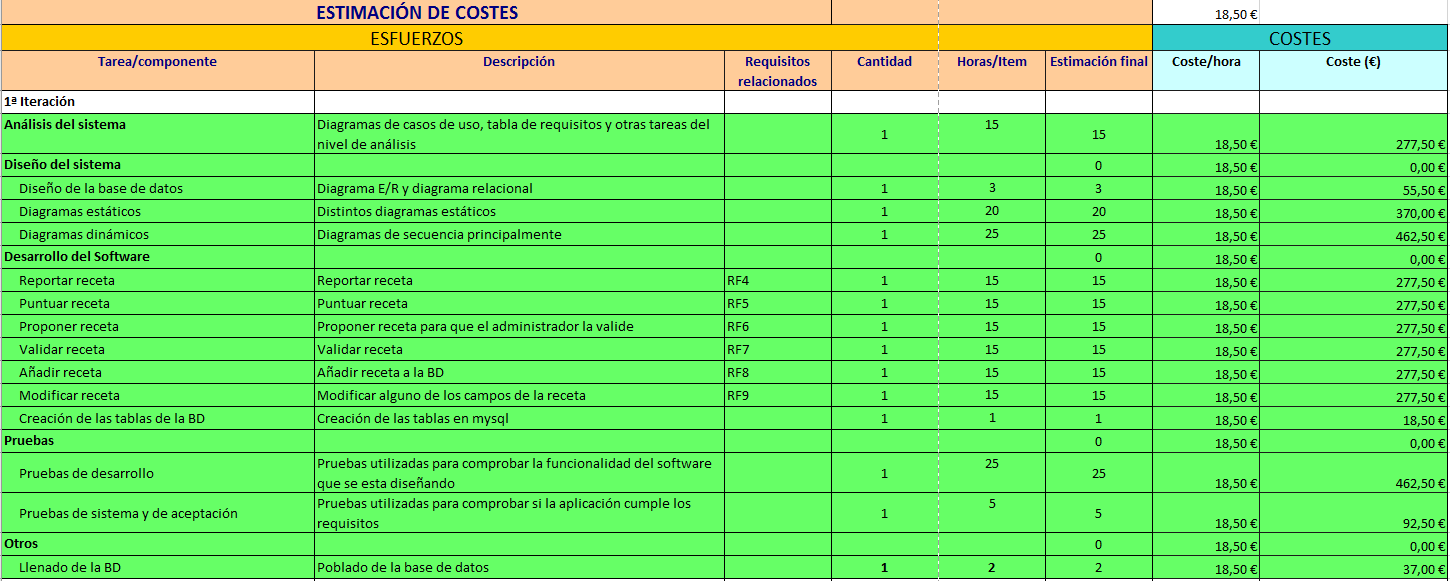 ESTIMACIÓN DE COSTES 18,50 €
ESFUERZOS COSTES
Tarea/componente Descripción Requisitos relacionados Cantidad Horas/Item Estimación final Coste/hora Coste (€)
1ª Iteración
Análisis del sistema Diagramas de casos de uso, tabla de requisitos y otras tareas del nivel de análisis 1 15 15 18,50 € 277,50 €
Diseño del sistema 0 18,50 € 0,00 €
Diseño de la base de datos Diagrama E/R y diagrama relacional 1 3 3 18,50 € 55,50 €
Diagramas estáticos Distintos diagramas estáticos 1 20 20 18,50 € 370,00 €
Diagramas dinámicos Diagramas de secuencia principalmente 1 25 25 18,50 € 462,50 €
Desarrollo del Software 0 18,50 € 0,00 €
Reportar receta Reportar receta RF4 1 15 15 18,50 € 277,50 €
Puntuar receta Puntuar receta RF5 1 15 15 18,50 € 277,50 €
Proponer receta Proponer receta para que el administrador la valide RF6 1 15 15 18,50 € 277,50 €
Validar receta Validar receta RF7 1 15 15 18,50 € 277,50 €
Añadir receta Añadir receta a la BD RF8 1 15 15 18,50 € 277,50 €
Modificar receta Modificar alguno de los campos de la receta RF9 1 15 15 18,50 € 277,50 €
Creación de las tablas de la BD Creación de las tablas en mysql 1 1 1 18,50 € 18,50 €
Pruebas 0 18,50 € 0,00 €
Pruebas de desarrollo Pruebas utilizadas para comprobar la funcionalidad del software que se esta diseñando 1 25 25 18,50 € 462,50 €
Pruebas de sistema y de aceptación Pruebas utilizadas para comprobar si la aplicación cumple los requisitos 1 5 5 18,50 € 92,50 €
Otros 0 18,50 € 0,00 €
Llenado de la BD Poblado de la base de datos 1 2 2 18,50 € 37,00 €